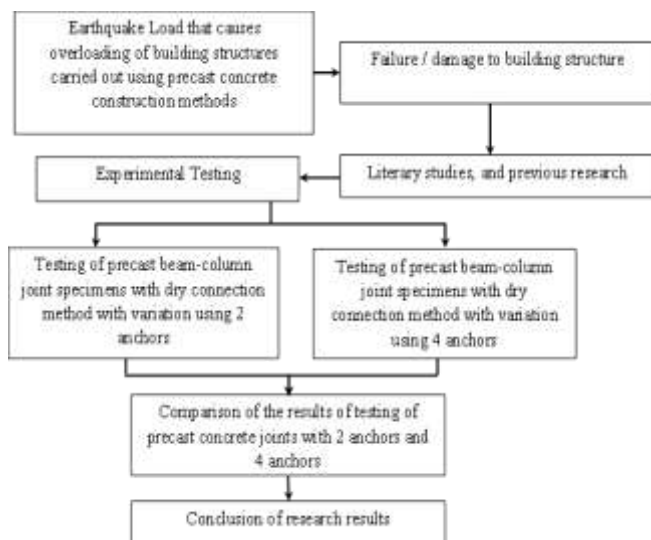 Earthquake Load that causes
overloading of building structures
carried out using precast concrete
construction methods
Failure / damage to building structure
Literary studies, and previous research
Experimental Testing
Testing of precast beam-column
joint specimens with dry connection
method with variation using 2
anchors
Testing of precast beam-column
joint specimens with dry
connection method with variation
using 4 anchors
Comparison of the results of testing of
precast concrete joints with 2 anchors and
4 anchors
Conclusion of research results